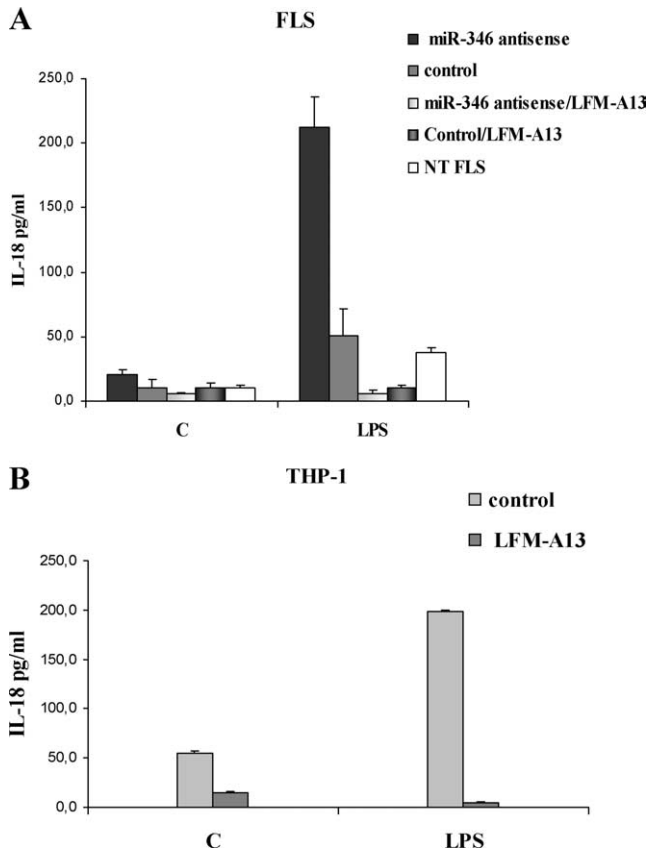 A
FLS
miR-346 antisense
control
miR-346 antisense/LFM-A13
Control/LFM-A13
NT FLS
IL-18 pg/ml
250,0
200,0
150,0
100,0
50,0
0,0
C
LPS
B
THP-1
control
LFM-A13
IL-18 pg/ml
250,0
200,0
150,0
100,0
50,0
0,0
C
LPS